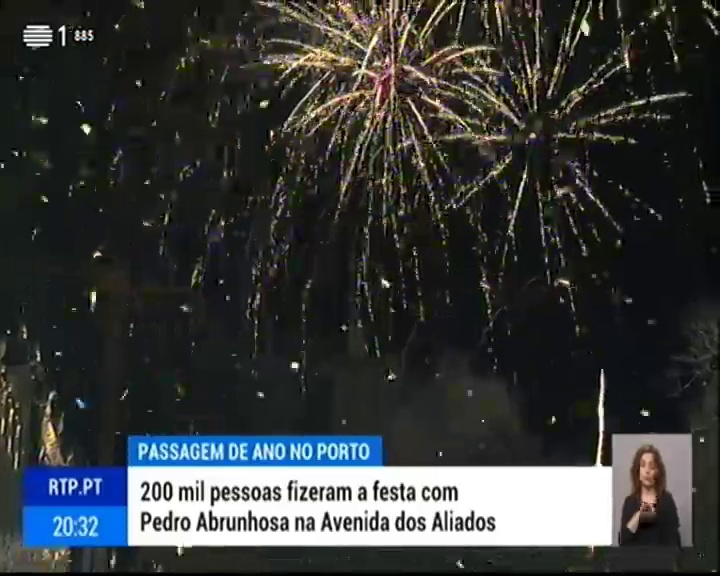 1 885
PASSAGEM DE ANO NO PORTO
RTP.PT
200 mil pessoas fizeram a festa com
20:32
Pedro Abrunhosa na Avenida dos Aliados